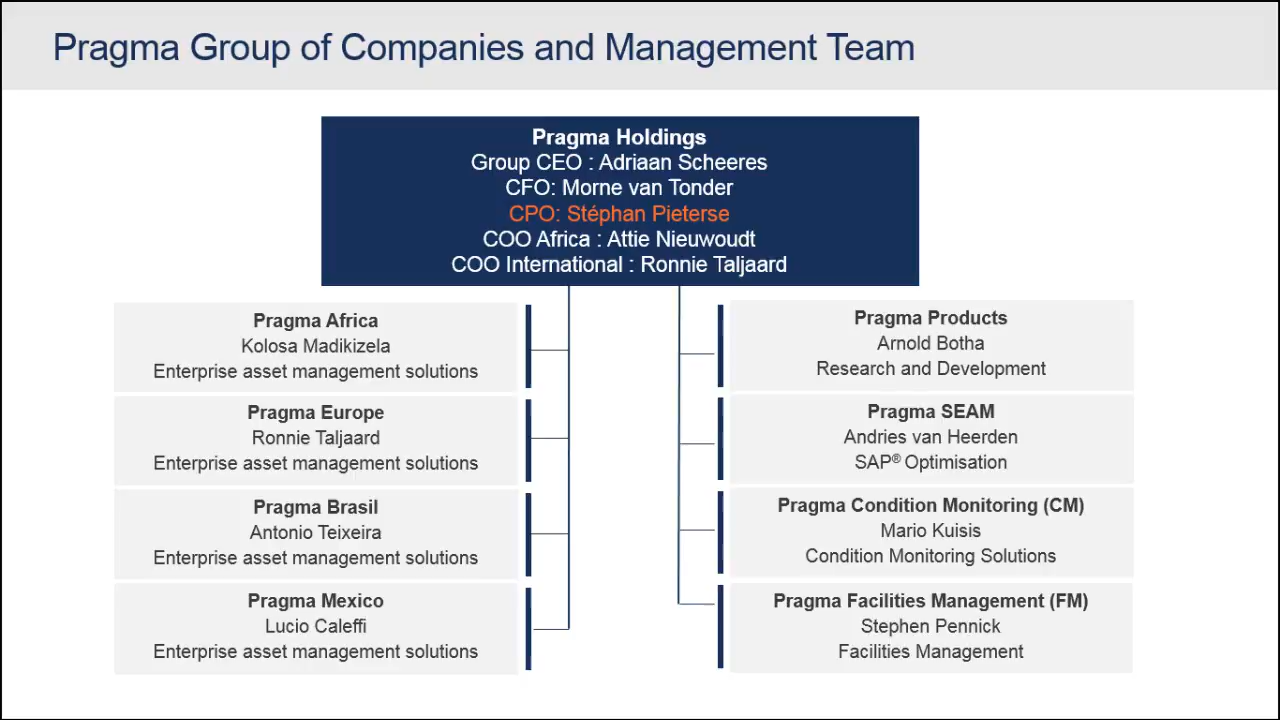 Pragma Group of Companies and Management Team
Pragma Holdings
Group CEO : Adriaan Scheeres
CFO: Morne van Tonder
CPO: Stéphan Pieterse
COO Africa : Attie Nieuwoudt
COO International : Ronnie Taljaard
Pragma Africa
Kolosa Madikizela
Enterprise asset management solutions
Pragma Europe
Ronnie Taljaard
Enterprise asset management solutions
Pragma Brasil
Antonio Teixeira
Enterprise asset management solutions
Pragma Mexico
Lucio Caleffi
Enterprise asset management solutions
Pragma Products
Arnold Botha
Research and Development
Pragma SEAM
Andries van Heerden
SAP® Optimisation
Pragma Condition Monitoring (CM)
Mario Kuisis
Condition Monitoring Solutions
Pragma Facilities Management (FM)
Stephen Pennick
Facilities Management